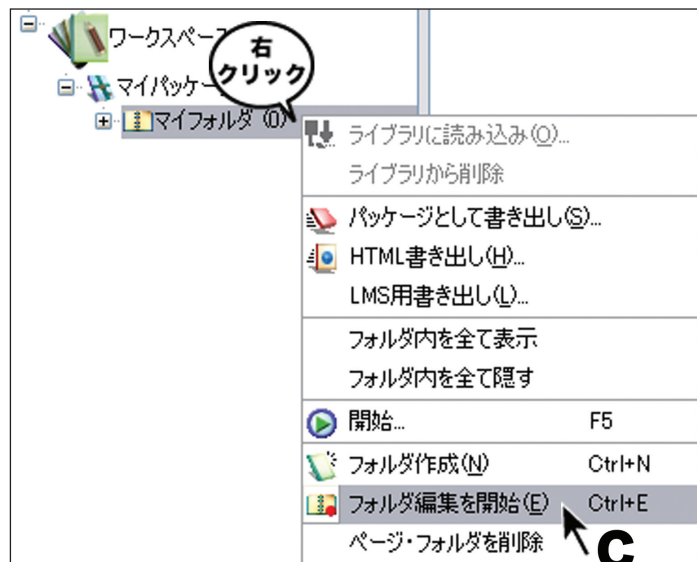 ワークスペース
右
クリック
マイパッケー
マイフォルダ (0)
ライブラリに読み込み(O)...
ライブラリから削除
パッケージとして書き出し(S)...
HTML書き出し(H)...
LMS用書き出し(L)...
フォルダ内を全て表示
フォルダ内を全て隠す
開始... F5
フォルダ作成(N) Ctrl+N
フォルダ編集を開始(E) Ctrl+E
ページ・フォルダを削除
C